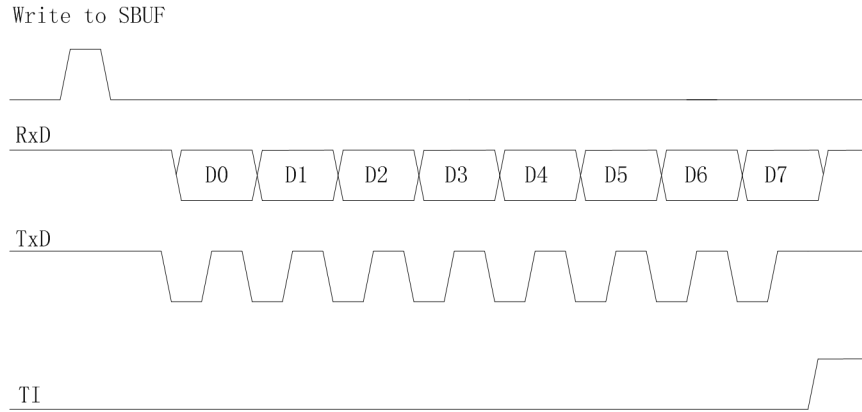 Write to SBUF
RxD
D0 D1 D2 D3 D4 D5 D6 D7
TxD
TI